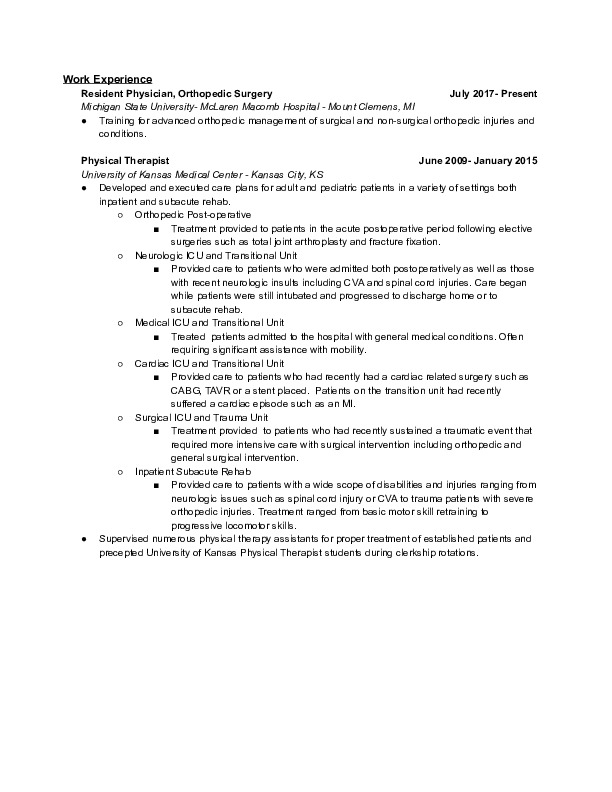 Work Experience
Resident Physician, Orthopedic Surgery July 2017- Present
Michigan State University- McLaren Macomb Hospital - Mount Clemens, MI
● Training for advanced orthopedic management of surgical and non-surgical orthopedic injuries and
conditions.
Physical Therapist June 2009- January 2015
University of Kansas Medical Center - Kansas City, KS
● Developed and executed care plans for adult and pediatric patients in a variety of settings both
inpatient and subacute rehab.
○ Orthopedic Post-operative
■ Treatment provided to patients in the acute postoperative period following elective
surgeries such as total joint arthroplasty and fracture fixation.
○ Neurologic ICU and Transitional Unit
■ Provided care to patients who were admitted both postoperatively as well as those
with recent neurologic insults including CVA and spinal cord injuries. Care began
while patients were still intubated and progressed to discharge home or to
subacute rehab.
○ Medical ICU and Transitional Unit
■ Treated patients admitted to the hospital with general medical conditions. Often
requiring significant assistance with mobility.
○ Cardiac ICU and Transitional Unit
■ Provided care to patients who had recently had a cardiac related surgery such as
CABG, TAVR or a stent placed. Patients on the transition unit had recently
suffered a cardiac episode such as an MI.
○ Surgical ICU and Trauma Unit
■ Treatment provided to patients who had recently sustained a traumatic event that
required more intensive care with surgical intervention including orthopedic and
general surgical intervention.
○ Inpatient Subacute Rehab
■ Provided care to patients with a wide scope of disabilities and injuries ranging from
neurologic issues such as spinal cord injury or CVA to trauma patients with severe
orthopedic injuries. Treatment ranged from basic motor skill retraining to
progressive locomotor skills.
● Supervised numerous physical therapy assistants for proper treatment of established patients and
precepted University of Kansas Physical Therapist students during clerkship rotations.